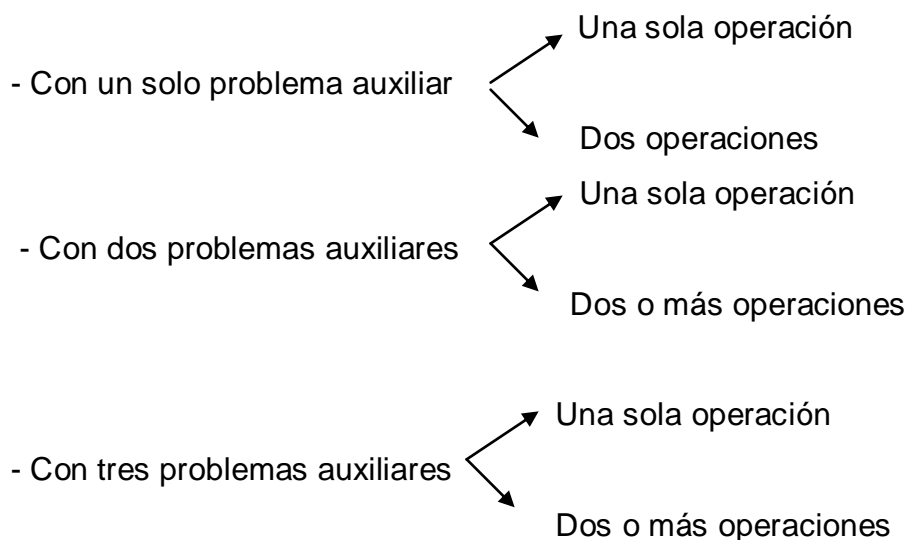 Una sola operación
- Con un solo problema auxiliar
Dos operaciones
Una sola operación
- Con dos problemas auxiliares
Dos o más operaciones
Una sola operación
- Con tres problemas auxiliares
Dos o más operaciones